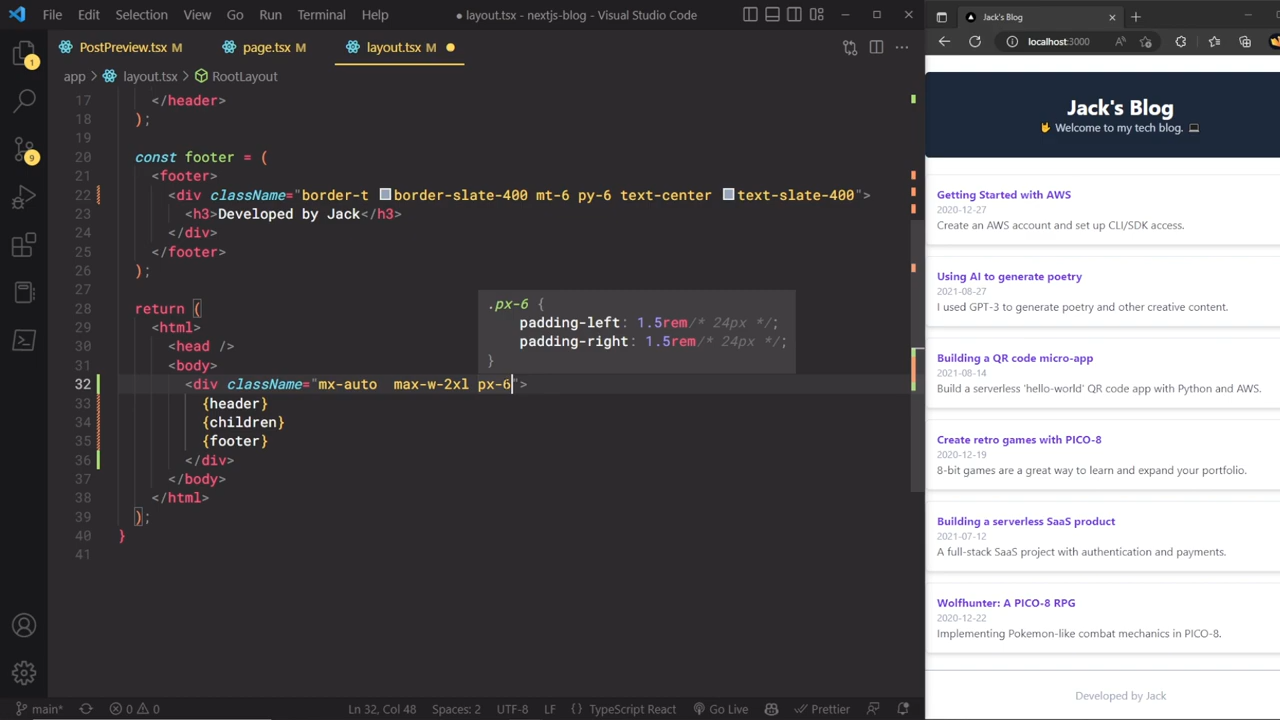 File Edit Selection View Go Run Terminal Help
● layout.tsx - nextjs-blog - Visual Studio Code
PostPreview.tsx M
page.tsx M
layout.tsx M ●
app > layout.tsx > RootLayout
17 </header>
18 );
19
20 const footer = (
21 <footer>
22 <div className="border-t border-slate-400 mt-6 py-6 text-center text-slate-400">
23 <h3>Developed by Jack</h3>
24 </div>
25 </footer>
26 );
27
28 return (
29 <html>
30 <head />
31 <body>
32 <div className="mx-auto  max-w-2xl px-6">
33 {header}
34 {children}
35 {footer}
36 </div>
37 </body>
38 </html>
39 );
40 }
41
.px-6 {
padding-left: 1.5rem/* 24px */;
padding-right: 1.5rem/* 24px */;
}
1
9
main*
0 0
Ln 32, Col 48
Spaces: 2
UTF-8
LF
{} TypeScript React
Go Live
Prettier
Jack's Blog
localhost:3000
Jack's Blog
🤟 Welcome to my tech blog. 💻
Getting Started with AWS
2020-12-27
Create an AWS account and set up CLI/SDK access.
Using AI to generate poetry
2021-08-27
I used GPT-3 to generate poetry and other creative content.
Building a QR code micro-app
2021-08-14
Build a serverless 'hello-world' QR code app with Python and AWS.
Create retro games with PICO-8
2020-12-19
8-bit games are a great way to learn and expand your portfolio.
Building a serverless SaaS product
2021-07-12
A full-stack SaaS project with authentication and payments.
Wolfhunter: A PICO-8 RPG
2020-12-22
Implementing Pokemon-like combat mechanics in PICO-8.
Developed by Jack